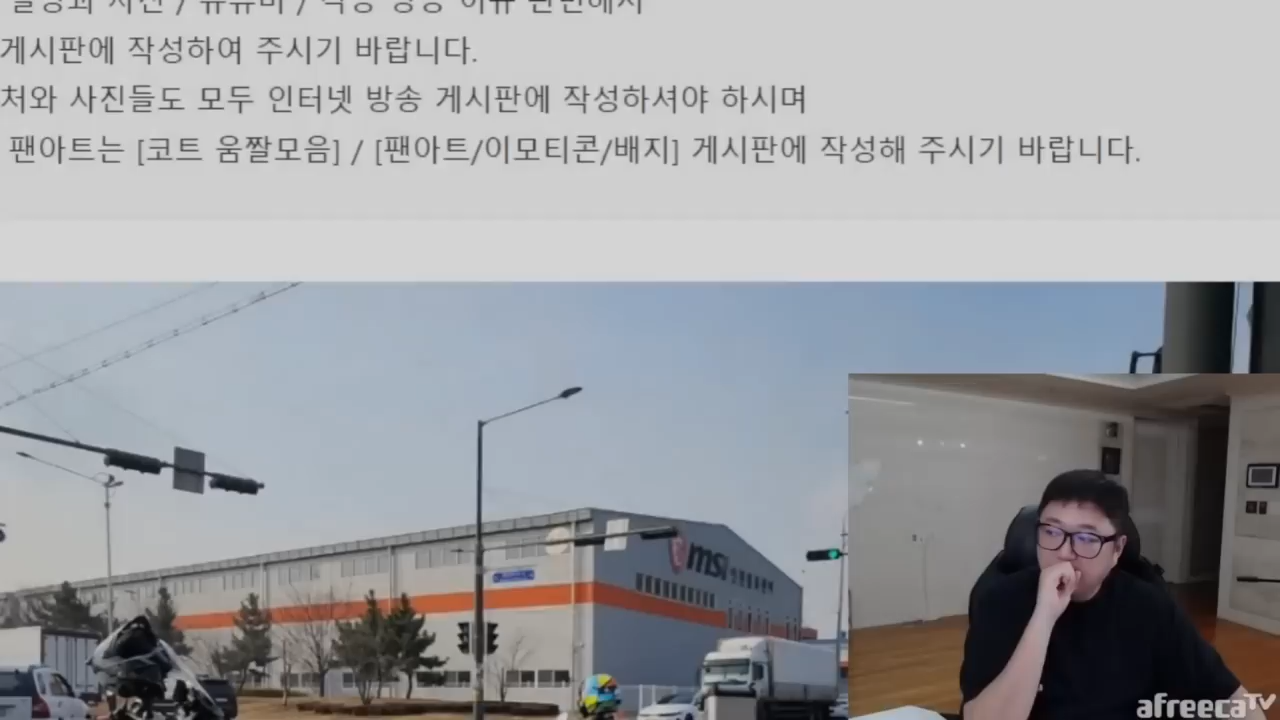 게시판에 작성하여 주시기 바랍니다.
처와 사진들도 모두 인터넷 방송 게시판에 작성하셔야 하시며
팬아트는 [코트 움짤모음] / [팬아트/이모티콘/배지] 게시판에 작성해 주시기 바랍니다.
msi
afreecaTV